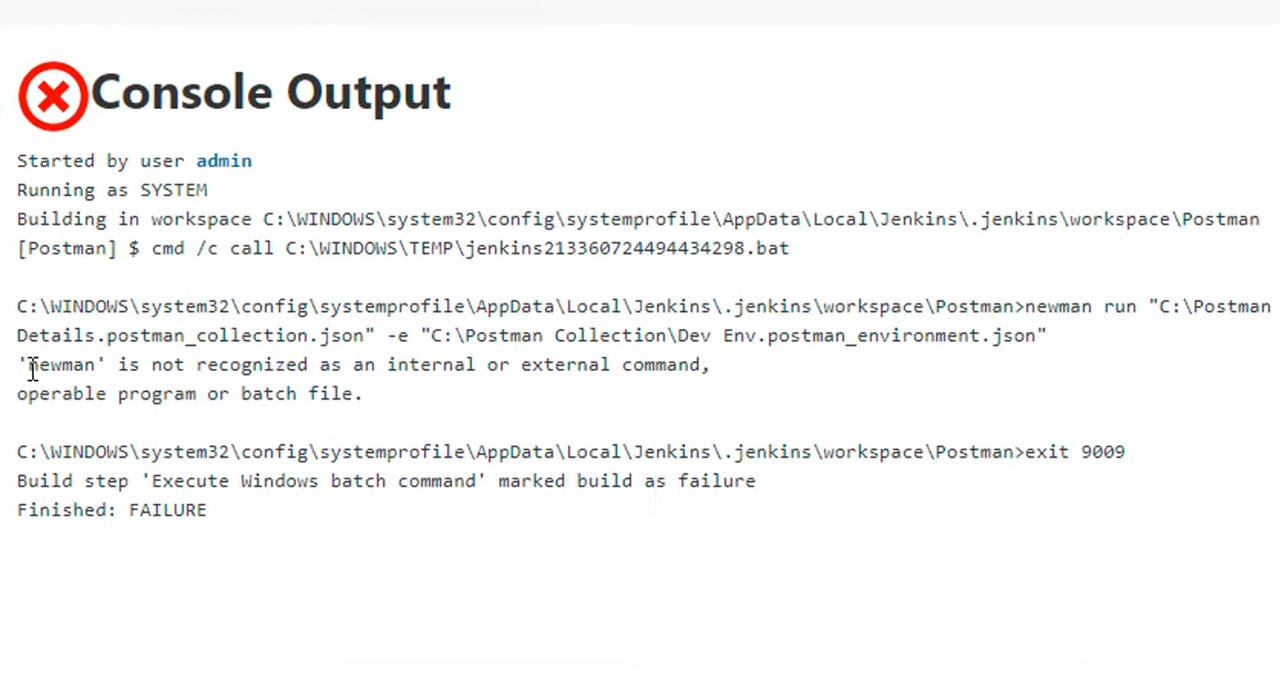 Console Output
Started by user admin
Running as SYSTEM
Building in workspace C:\WINDOWS\system32\config\systemprofile\AppData\Local\Jenkins\.jenkins\workspace\Postman
[Postman] $ cmd /c call C:\WINDOWS\TEMP\jenkins213360724494434298.bat
C:\WINDOWS\system32\config\systemprofile\AppData\Local\Jenkins\.jenkins\workspace\Postman>newman run "C:\Postman
Details.postman_collection.json" -e "C:\Postman Collection\Dev Env.postman_environment.json"
'newman' is not recognized as an internal or external command,
operable program or batch file.
C:\WINDOWS\system32\config\systemprofile\AppData\Local\Jenkins\.jenkins\workspace\Postman>exit 9009
Build step 'Execute Windows batch command' marked build as failure
Finished: FAILURE